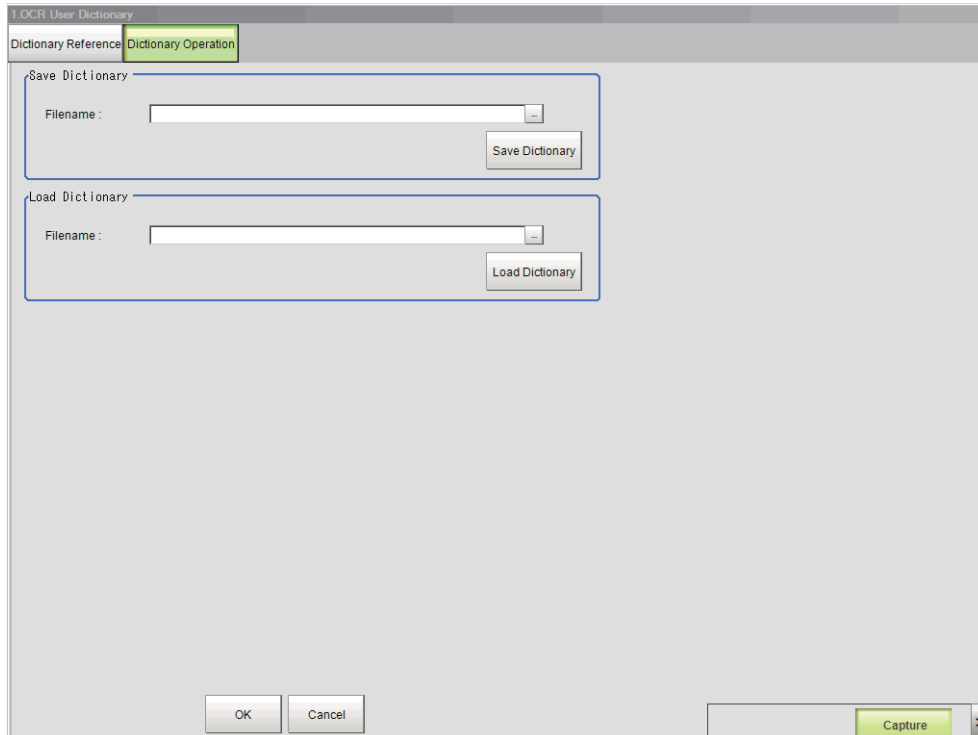 1.OCR User Dictionary
Dictionary Reference Dictionary Operation
Save Dictionary
Filename :
...
Save Dictionary
Load Dictionary
Filename :
...
Load Dictionary
OK Cancel
Capture